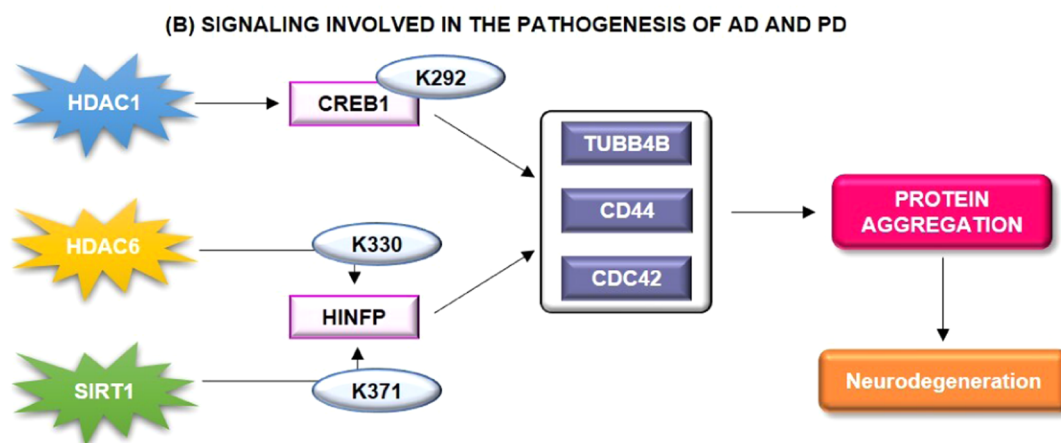 (B) SIGNALING INVOLVED IN THE PATHOGENESIS OF AD AND PD
HDAC1
CREB1
K292
HDAC6
K330
HINFP
SIRT1
K371
TUBB4B
CD44
CDC42
PROTEIN
AGGREGATION
Neurodegeneration